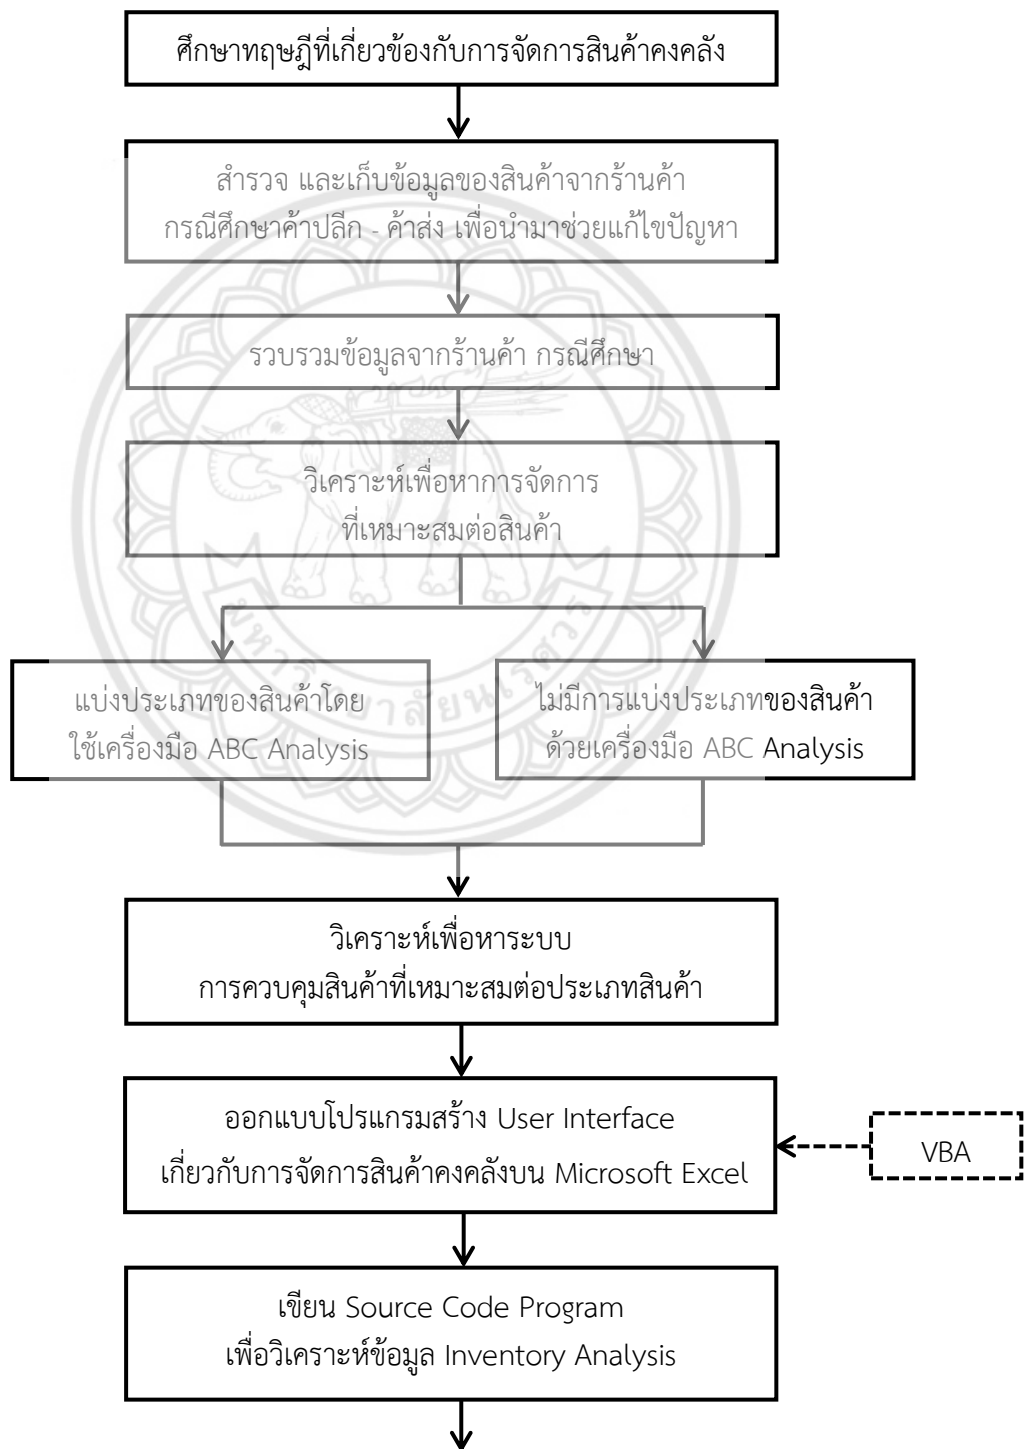 ศึกษาทฤษฎีที่เกี่ยวข้องกับการจัดการสินค้าคงคลัง
สำรวจ และเก็บข้อมูลของสินค้าจากร้านค้า
กรณีศึกษาค้าปลีก - ค้าส่ง เพื่อนำมาช่วยแก้ไขปัญหา
รวบรวมข้อมูลจากร้านค้า กรณีศึกษา
วิเคราะห์เพื่อหาการจัดการ
ที่เหมาะสมต่อสินค้า
แบ่งประเภทของสินค้าโดย
ใช้เครื่องมือ ABC Analysis
ไม่มีการแบ่งประเภทของสินค้า
ด้วยเครื่องมือ ABC Analysis
มหาวิทยาลัยนเรศวร
วิเคราะห์เพื่อหาระบบ
การควบคุมสินค้าที่เหมาะสมต่อประเภทสินค้า
ออกแบบโปรแกรมสร้าง User Interface
เกี่ยวกับการจัดการสินค้าคงคลังบน Microsoft Excel
VBA
เขียน Source Code Program
เพื่อวิเคราะห์ข้อมูล Inventory Analysis